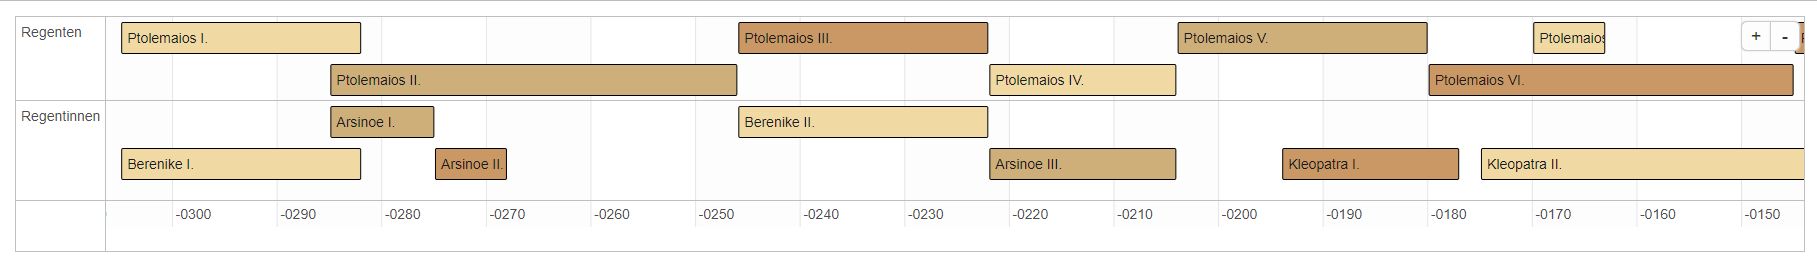 Regenten
Ptolemaios I.
Ptolemaios III.
Ptolemaios V.
Ptolemaios
+ -
Ptolemaios II.
Ptolemaios IV.
Ptolemaios VI.
Regentinnen
Arsinoe I.
Berenike II.
Berenike I.
Arsinoe II.
Arsinoe III.
Kleopatra I.
Kleopatra II.
-0300 -0290 -0280 -0270 -0260 -0250 -0240 -0230 -0220 -0210 -0200 -0190 -0180 -0170 -0160 -0150